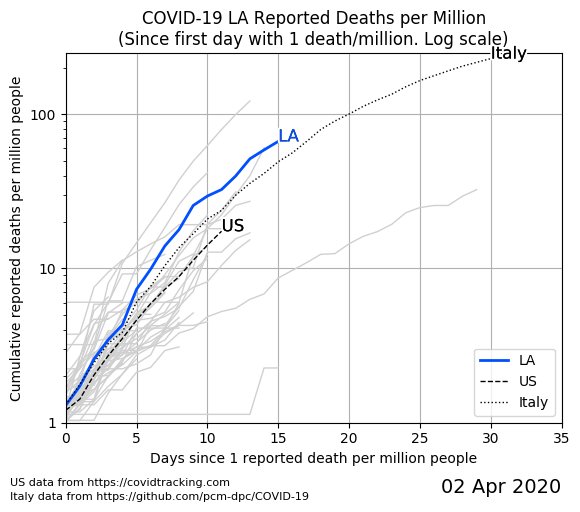 COVID-19 LA Reported Deaths per Million
(Since first day with 1 death/million. Log scale)
Italy
LA
US
Cumulative reported deaths per million people
100
10
1
0 5 10 15 20 25 30 35
Days since 1 reported death per million people
LA
US
Italy
US data from https://covidtracking.com
Italy data from https://github.com/pcm-dpc/COVID-19
02 Apr 2020